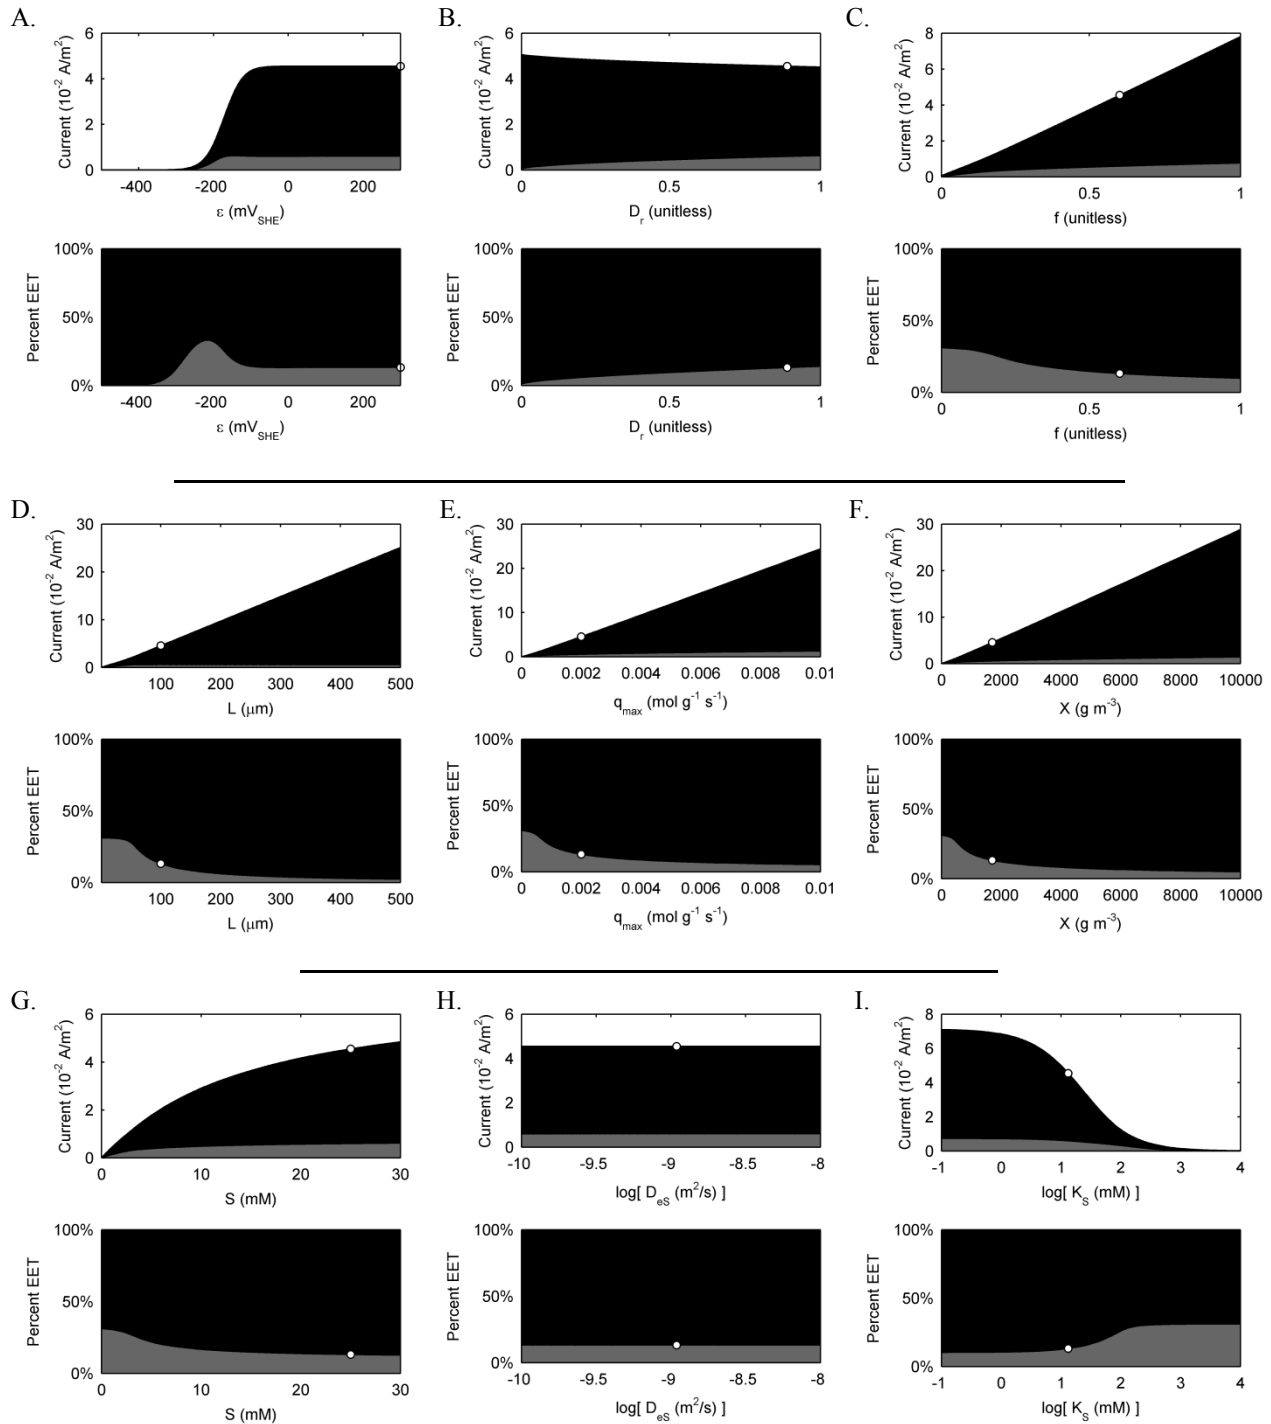 A.
B.
C.
Current (10⁻² A/m²)
6
4
2
0
-400 -200 0 200
ε (mV_SHE)
Current (10⁻² A/m²)
6
4
2
0
0 0.5 1
D_r (unitless)
Current (10⁻² A/m²)
8
6
4
2
0
0 0.5 1
f (unitless)
Percent EET
100%
50%
0%
-400 -200 0 200
ε (mV_SHE)
Percent EET
100%
50%
0%
0 0.5 1
D_r (unitless)
Percent EET
100%
50%
0%
0 0.5 1
f (unitless)
D.
E.
F.
Current (10⁻² A/m²)
30
20
10
0
100 200 300 400 500
L (μm)
Current (10⁻² A/m²)
30
20
10
0
0 0.002 0.004 0.006 0.008 0.01
q_max (mol g⁻¹ s⁻¹)
Current (10⁻² A/m²)
30
20
10
0
0 2000 4000 6000 8000 10000
X (g m⁻³)
Percent EET
100%
50%
0%
100 200 300 400 500
L (μm)
Percent EET
100%
50%
0%
0 0.002 0.004 0.006 0.008 0.01
q_max (mol g⁻¹ s⁻¹)
Percent EET
100%
50%
0%
0 2000 4000 6000 8000 10000
X (g m⁻³)
G.
H.
I.
Current (10⁻² A/m²)
6
4
2
0
0 10 20 30
S (mM)
Current (10⁻² A/m²)
6
4
2
0
-10 -9.5 -9 -8.5 -8
log[ D_eS (m²/s) ]
Current (10⁻² A/m²)
8
6
4
2
0
-1 0 1 2 3 4
log[ K_S (mM) ]
Percent EET
100%
50%
0%
0 10 20 30
S (mM)
Percent EET
100%
50%
0%
-10 -9.5 -9 -8.5 -8
log[ D_eS (m²/s) ]
Percent EET
100%
50%
0%
-1 0 1 2 3 4
log[ K_S (mM) ]